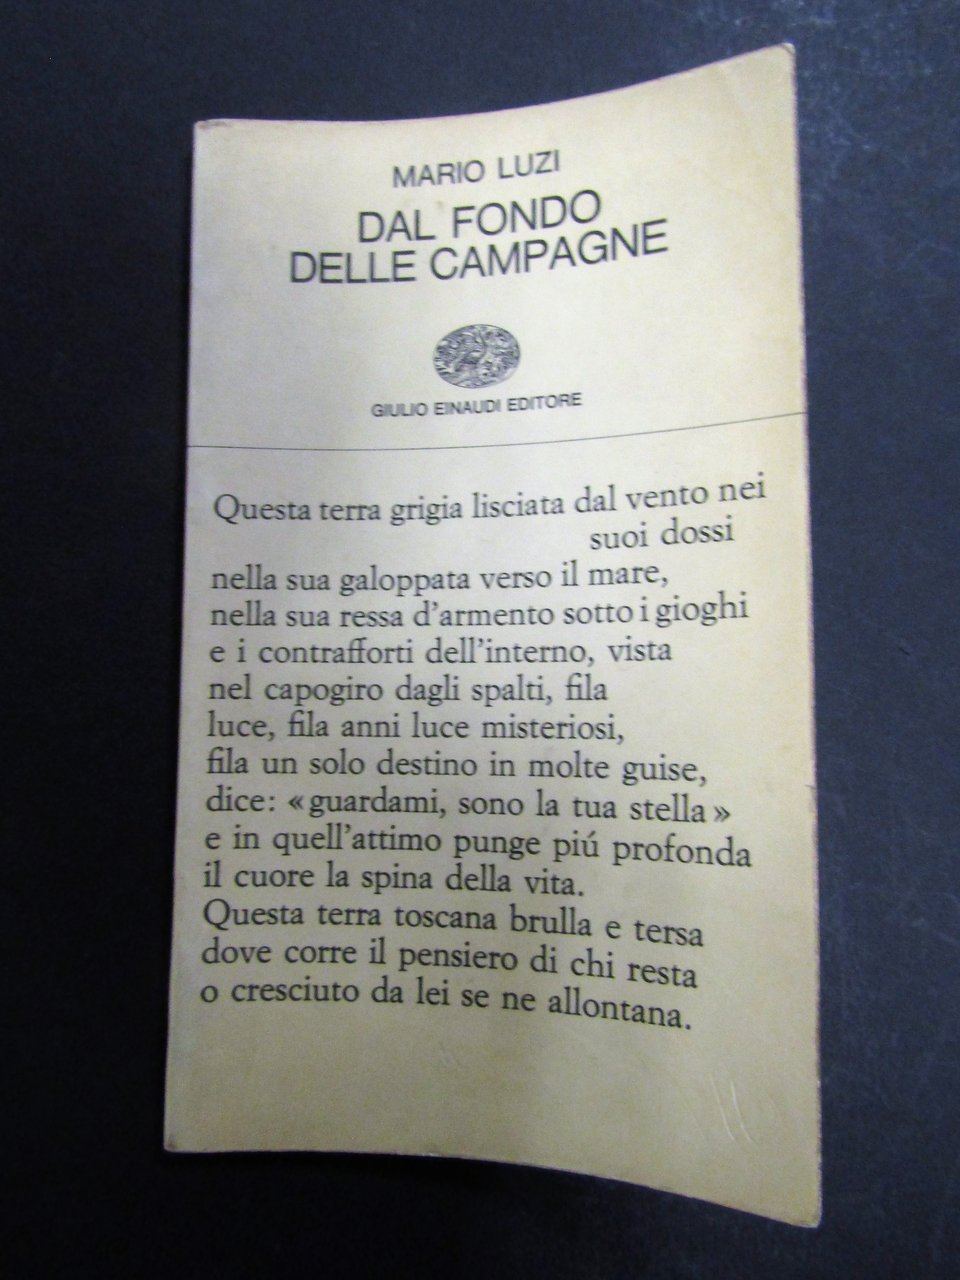 MARIO LUZI
DAL FONDO
DELLE CAMPAGNE
GIULIO EINAUDI EDITORE
Questa terra grigia lisciata dal vento nei
suoi dossi
nella sua galoppata verso il mare,
nella sua ressa d'armento sotto i gioghi
e i contrafforti dell'interno, vista
nel capogiro dagli spalti, fila
luce, fila anni luce misteriosi,
fila un solo destino in molte guise,
dice: «guardami, sono la tua stella»
e in quell'attimo punge piú profonda
il cuore la spina della vita.
Questa terra toscana brulla e tersa
dove corre il pensiero di chi resta
o cresciuto da lei se ne allontana.